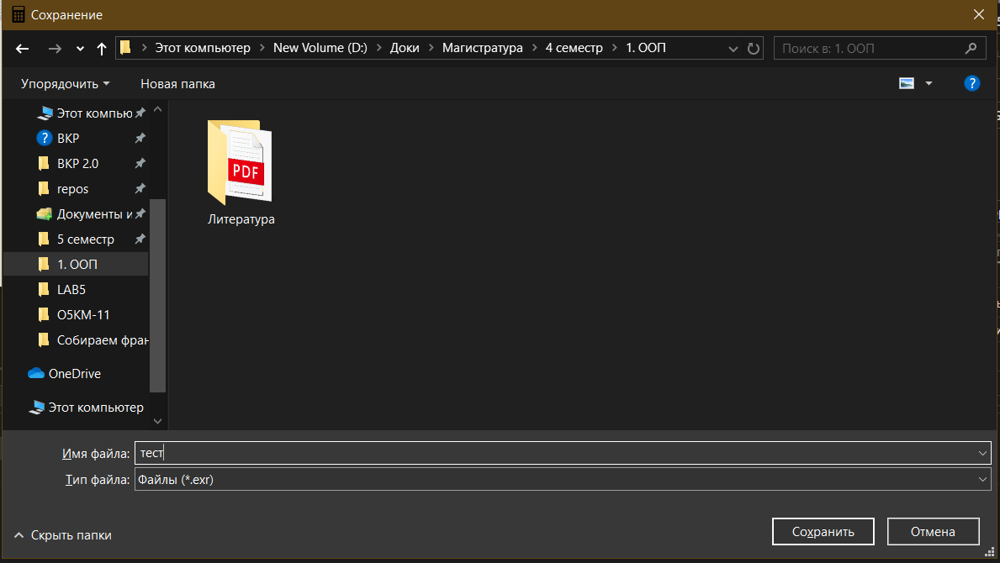 Сохранение
Этот компьютер New Volume (D:) Доки Магистратура 4 семестр 1. ООП
Поиск в: 1. ООП
Упорядочить Новая папка
Этот компью
ВКР
ВКР 2.0
repos
Документы и
5 семестр
1. ООП
LAB5
О5КМ-11
Собираем фран
OneDrive
Этот компьютер
PDF
Литература
Имя файла: тест
Тип файла: Файлы (*.exr)
Скрыть папки
Сохранить Отмена